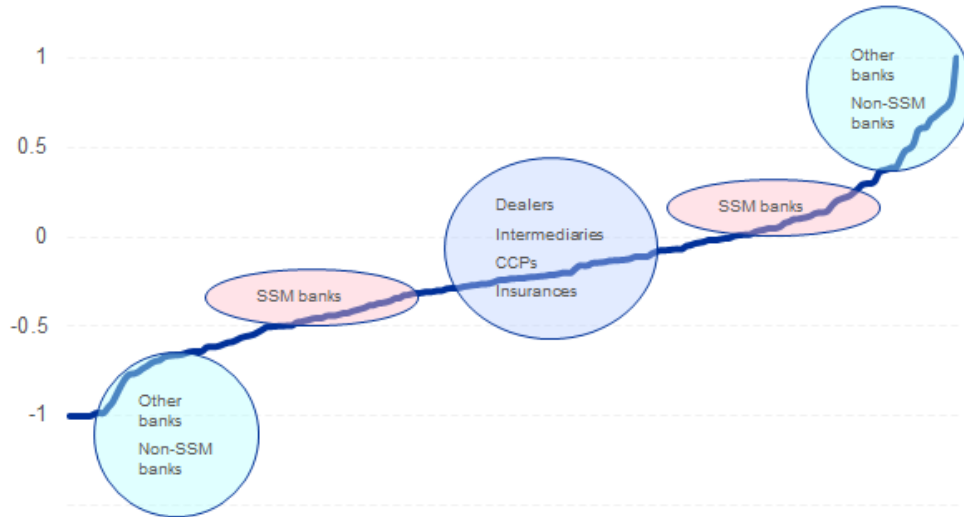 1
0.5
0
-0.5
-1
Other
banks
Non-SSM
banks
SSM banks
Dealers
Intermediaries
CCPs
Insurances
SSM banks
Other
banks
Non-SSM
banks